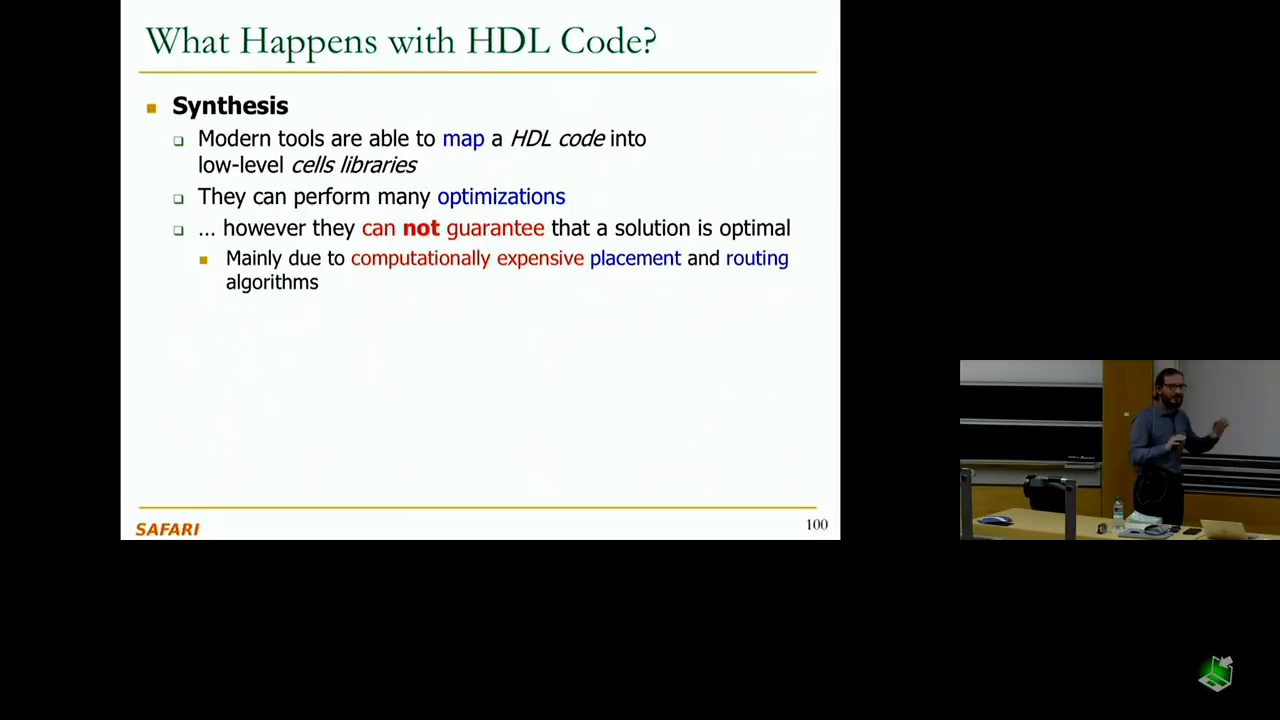 What Happens with HDL Code?
Synthesis
Modern tools are able to map a HDL code into
low-level cells libraries
They can perform many optimizations
... however they can not guarantee that a solution is optimal
Mainly due to computationally expensive placement and routing
algorithms
SAFARI
100